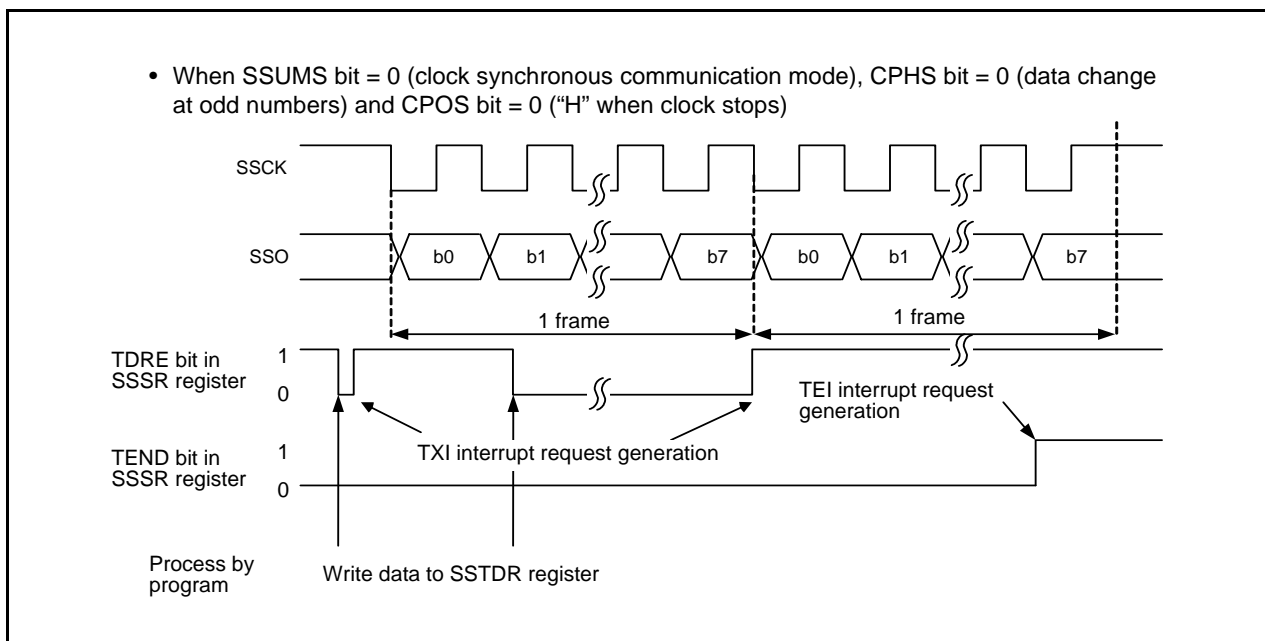 • When SSUMS bit = 0 (clock synchronous communication mode), CPHS bit = 0 (data change
at odd numbers) and CPOS bit = 0 (“H” when clock stops)
SSCK
SSO
b0
b1
b7
b0
b1
b7
1 frame
1 frame
TDRE bit in
SSSR register
1
0
TEI interrupt request
generation
TXI interrupt request generation
TEND bit in
SSSR register
1
0
Process by
program
Write data to SSTDR register